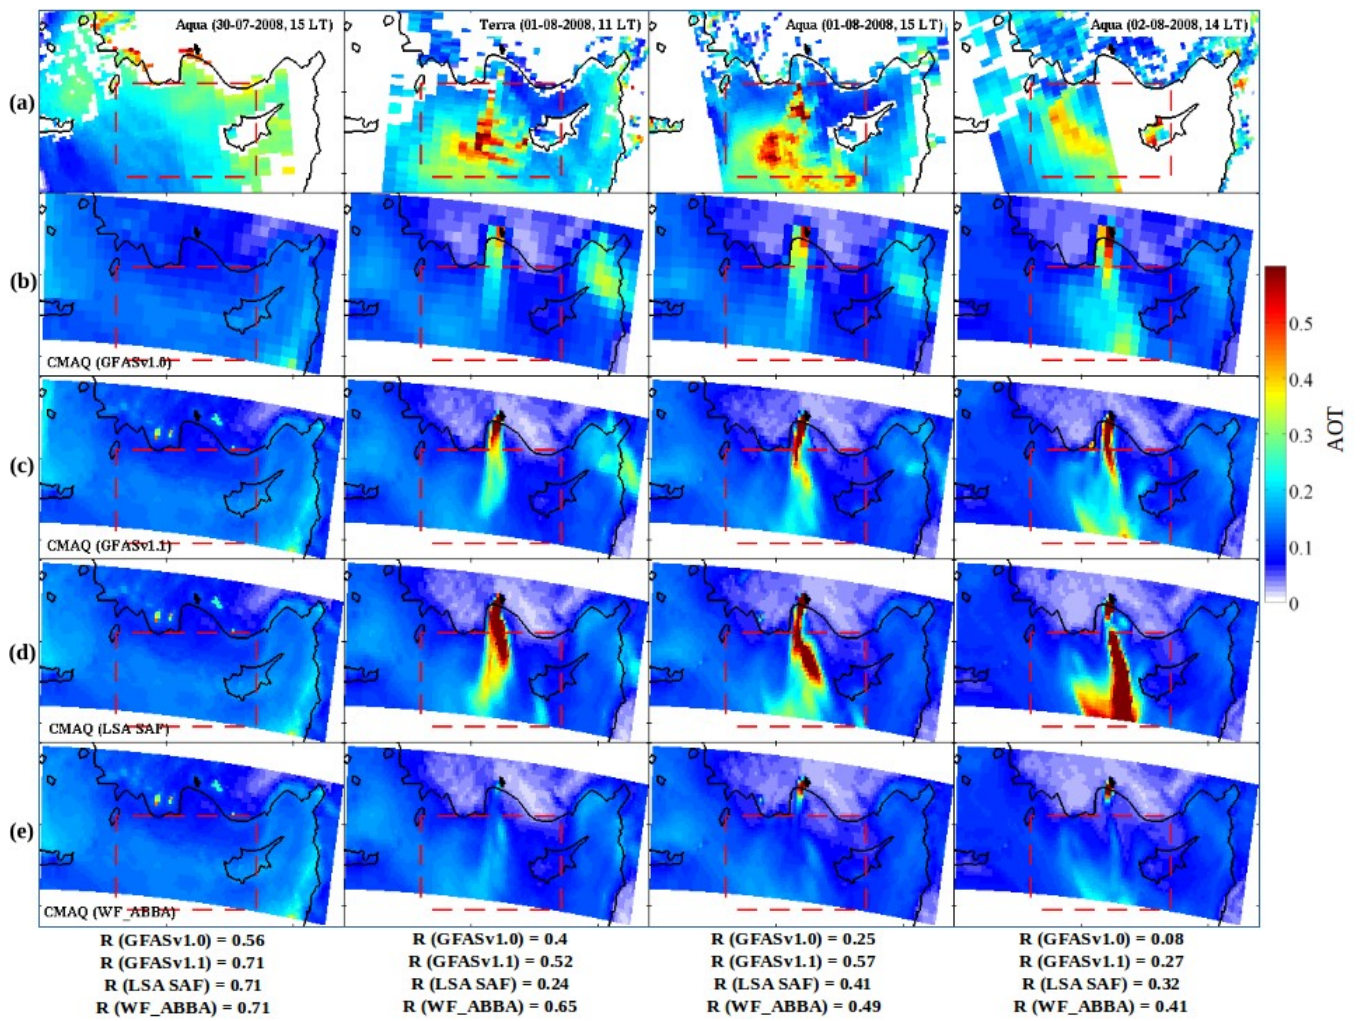 Aqua (30-07-2008, 15 LT)
Terra (01-08-2008, 11 LT)
Aqua (01-08-2008, 15 LT)
Aqua (02-08-2008, 14 LT)
(a)
(b)
CMAQ (GFASv1.0)
(c)
CMAQ (GFASv1.1)
(d)
CMAQ (LSA SAF)
(e)
CMAQ (WF_ABBA)
0.5
0.4
0.3
0.2
0.1
0
AOT
R (GFASv1.0) = 0.56
R (GFASv1.1) = 0.71
R (LSA SAF) = 0.71
R (WF_ABBA) = 0.71
R (GFASv1.0) = 0.4
R (GFASv1.1) = 0.52
R (LSA SAF) = 0.24
R (WF_ABBA) = 0.65
R (GFASv1.0) = 0.25
R (GFASv1.1) = 0.57
R (LSA SAF) = 0.41
R (WF_ABBA) = 0.49
R (GFASv1.0) = 0.08
R (GFASv1.1) = 0.27
R (LSA SAF) = 0.32
R (WF_ABBA) = 0.41